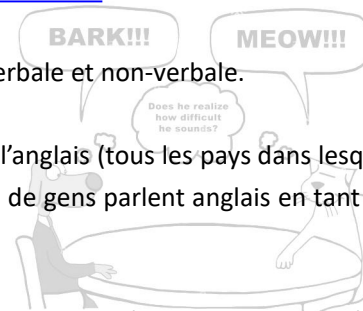 BARK!!!
MEOW!!!
erbale et non-verbale.
Does he realize
how difficult
he sounds?
l’anglais (tous les pays dans lesq
de gens parlent anglais en tant